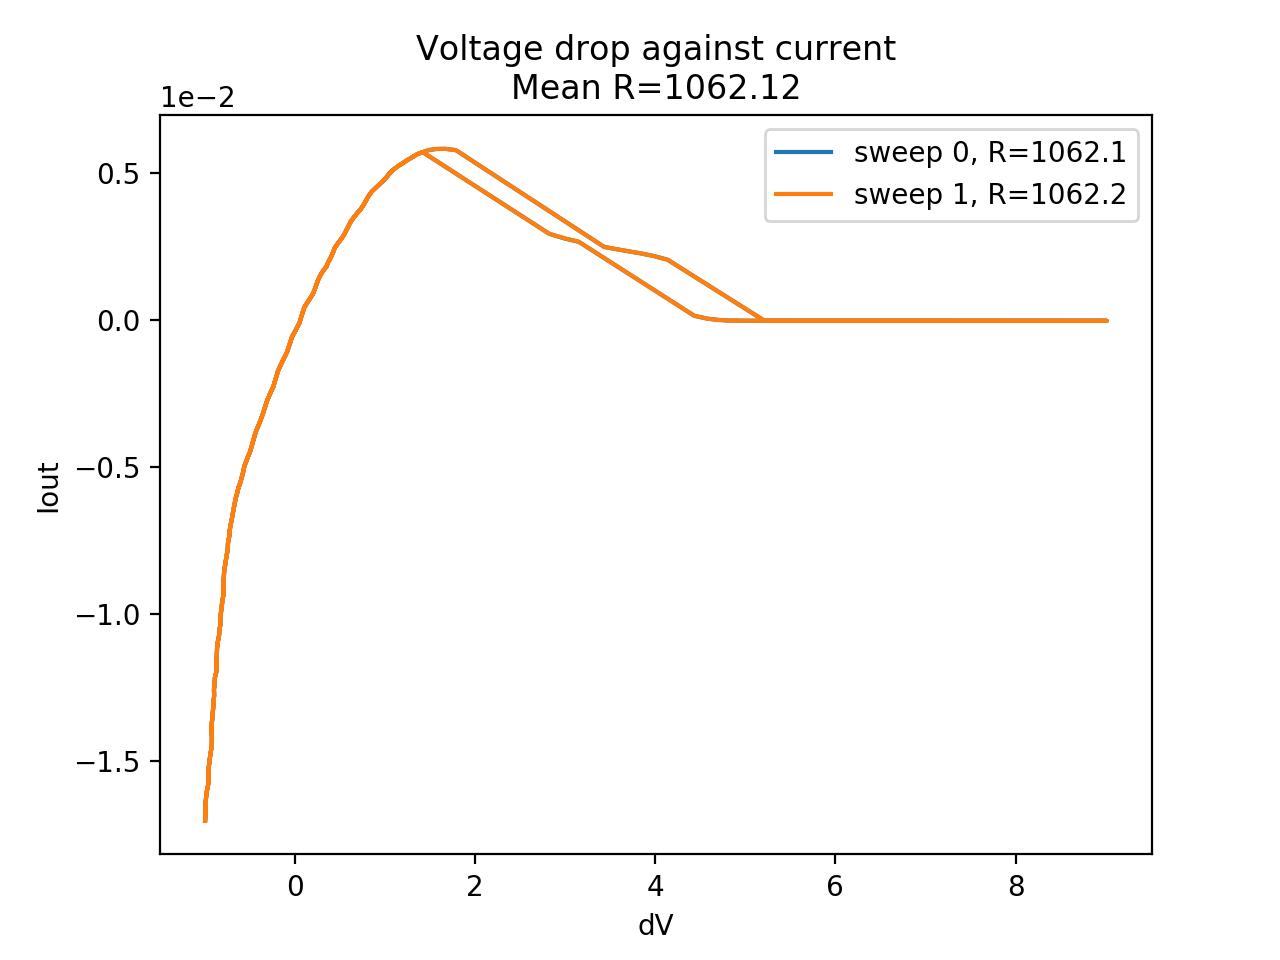 Voltage drop against current
Mean R=1062.12
1e−2
sweep 0, R=1062.1
sweep 1, R=1062.2
0.5
0.0
−0.5
−1.0
−1.5
Iout
0 2 4 6 8
dV